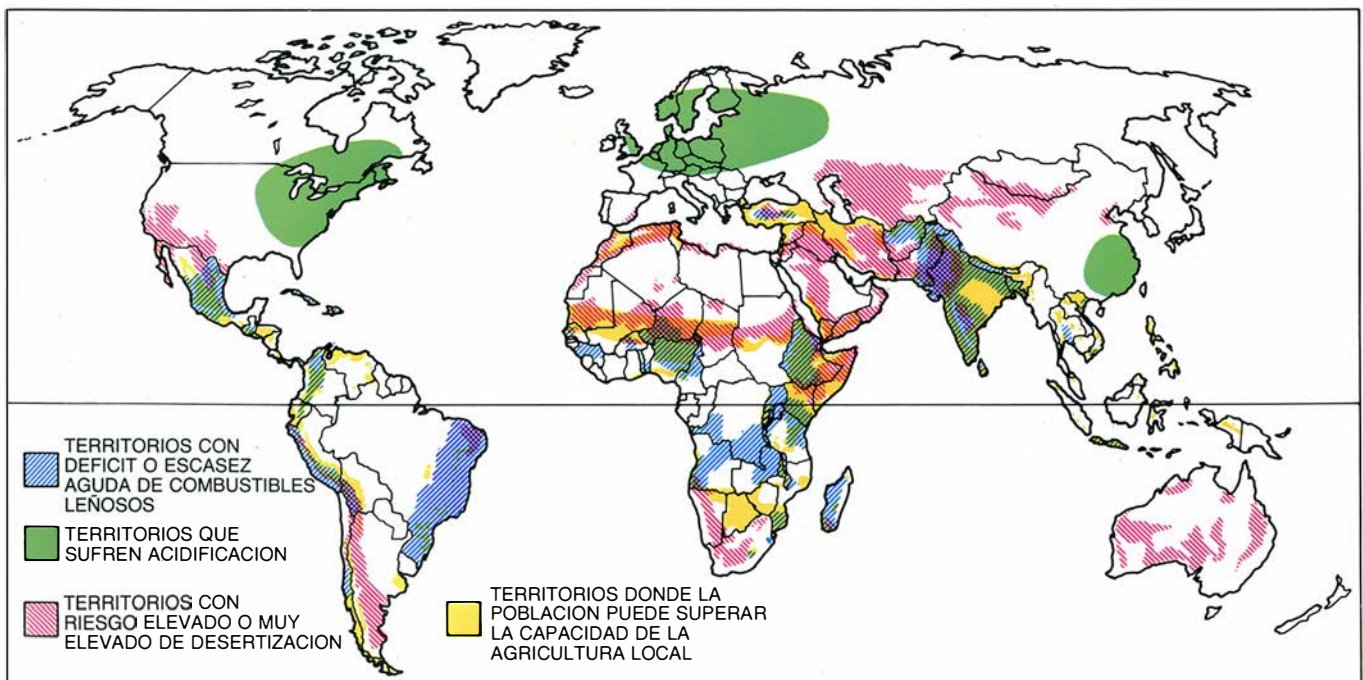 TERRITORIOS CON
DEFICIT O ESCASEZ
AGUDA DE COMBUSTIBLES
LEÑOSOS
TERRITORIOS QUE
SUFREN ACIDIFICACION
TERRITORIOS CON
RIESGO ELEVADO O MUY
ELEVADO DE DESERTIZACION
TERRITORIOS DONDE LA
POBLACION PUEDE SUPERAR
LA CAPACIDAD DE LA
AGRICULTURA LOCAL